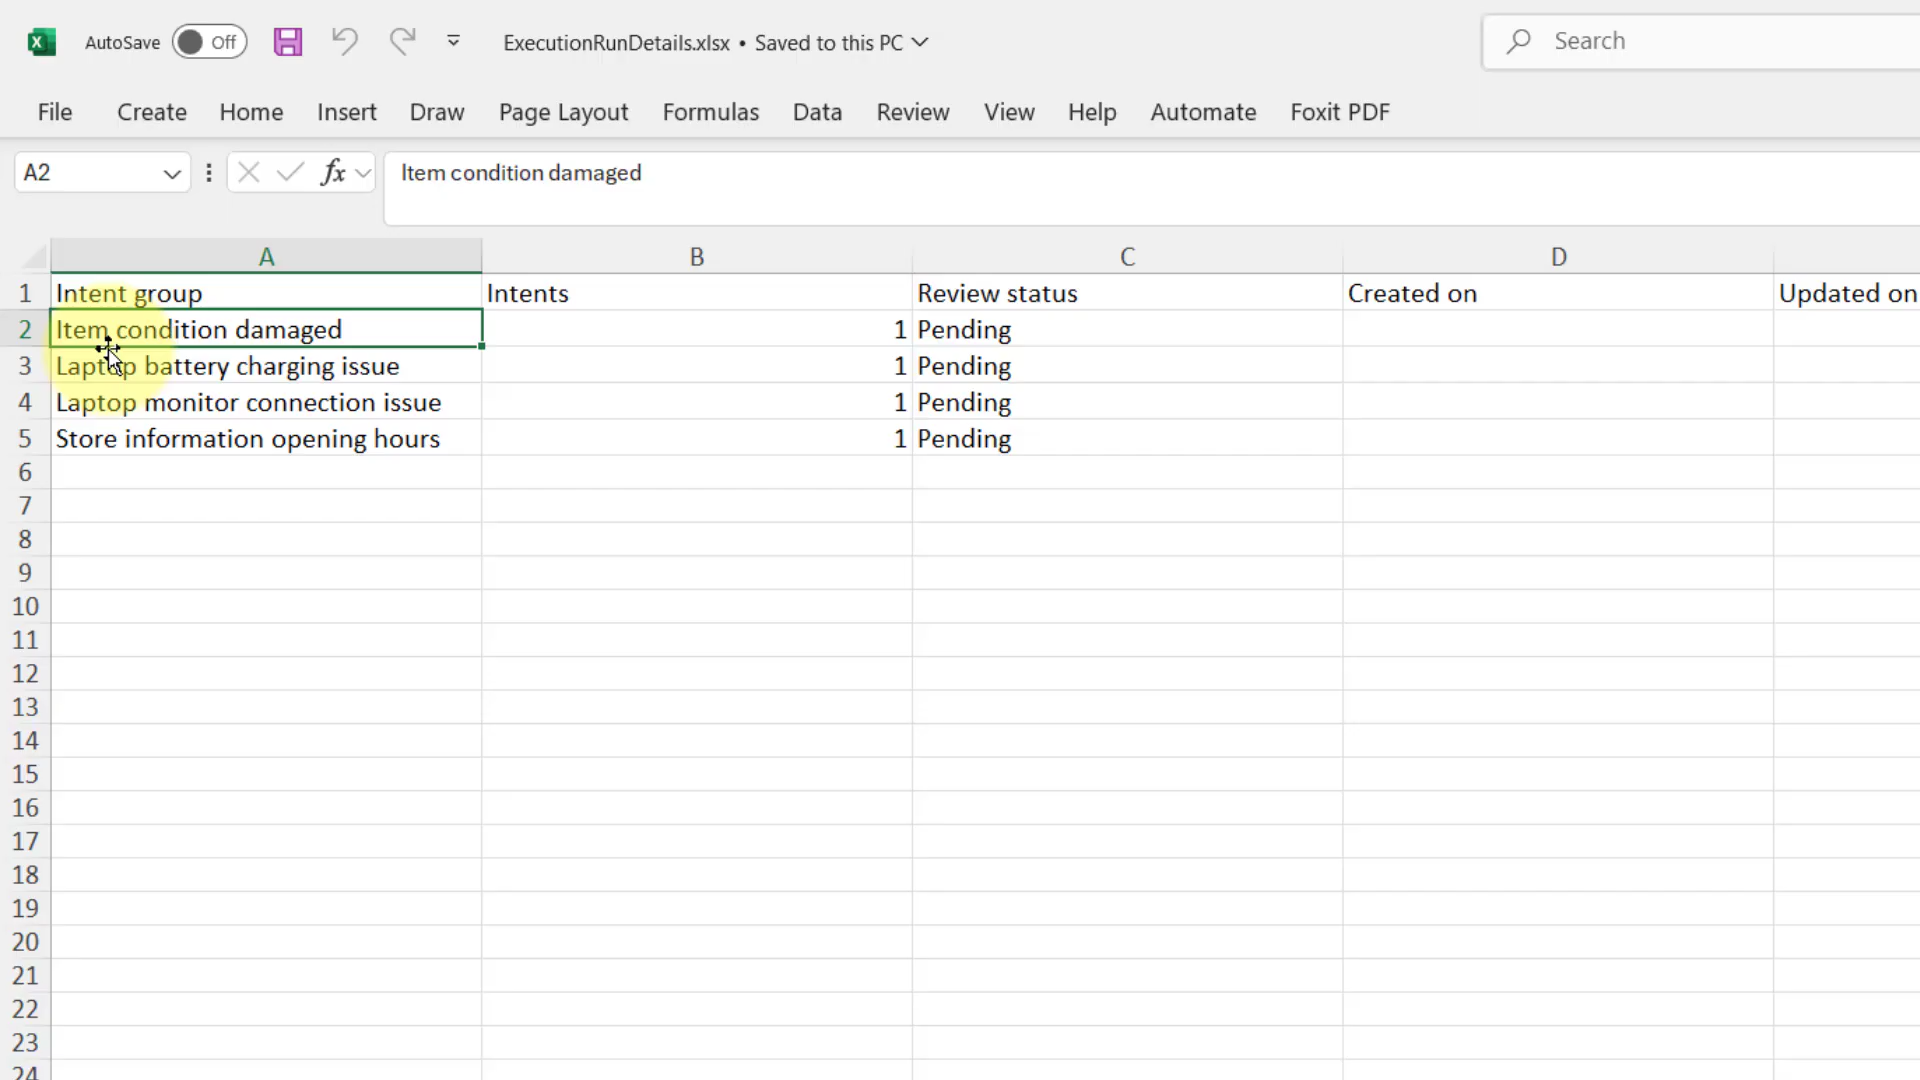 AutoSave Off ExecutionRunDetails.xlsx • Saved to this PC Search
File Create Home Insert Draw Page Layout Formulas Data Review View Help Automate Foxit PDF
A2 fx Item condition damaged
A B C D
1 Intent group Intents Review status Created on Updated on
2 Item condition damaged 1 Pending
3 Laptop battery charging issue 1 Pending
4 Laptop monitor connection issue 1 Pending
5 Store information opening hours 1 Pending
6
7
8
9
10
11
12
13
14
15
16
17
18
19
20
21
22
23
24